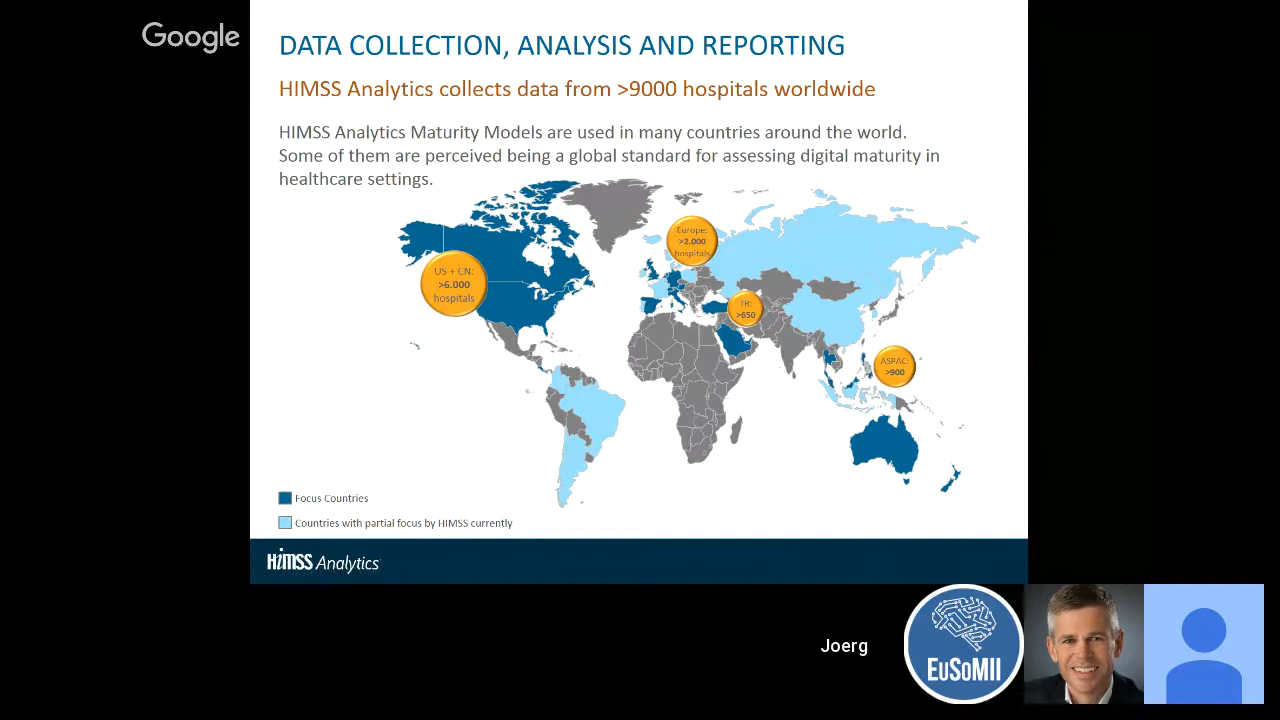 Google
DATA COLLECTION, ANALYSIS AND REPORTING
HIMSS Analytics collects data from >9000 hospitals worldwide
HIMSS Analytics Maturity Models are used in many countries around the world.
Some of them are perceived being a global standard for assessing digital maturity in
healthcare settings.
Europe:
>2.000
hospitals
US + CN:
>6.000
hospitals
TR:
>650
ASPAC:
>900
Focus Countries
Countries with partial focus by HIMSS currently
HiMSS Analytics
Joerg
EuSoMII